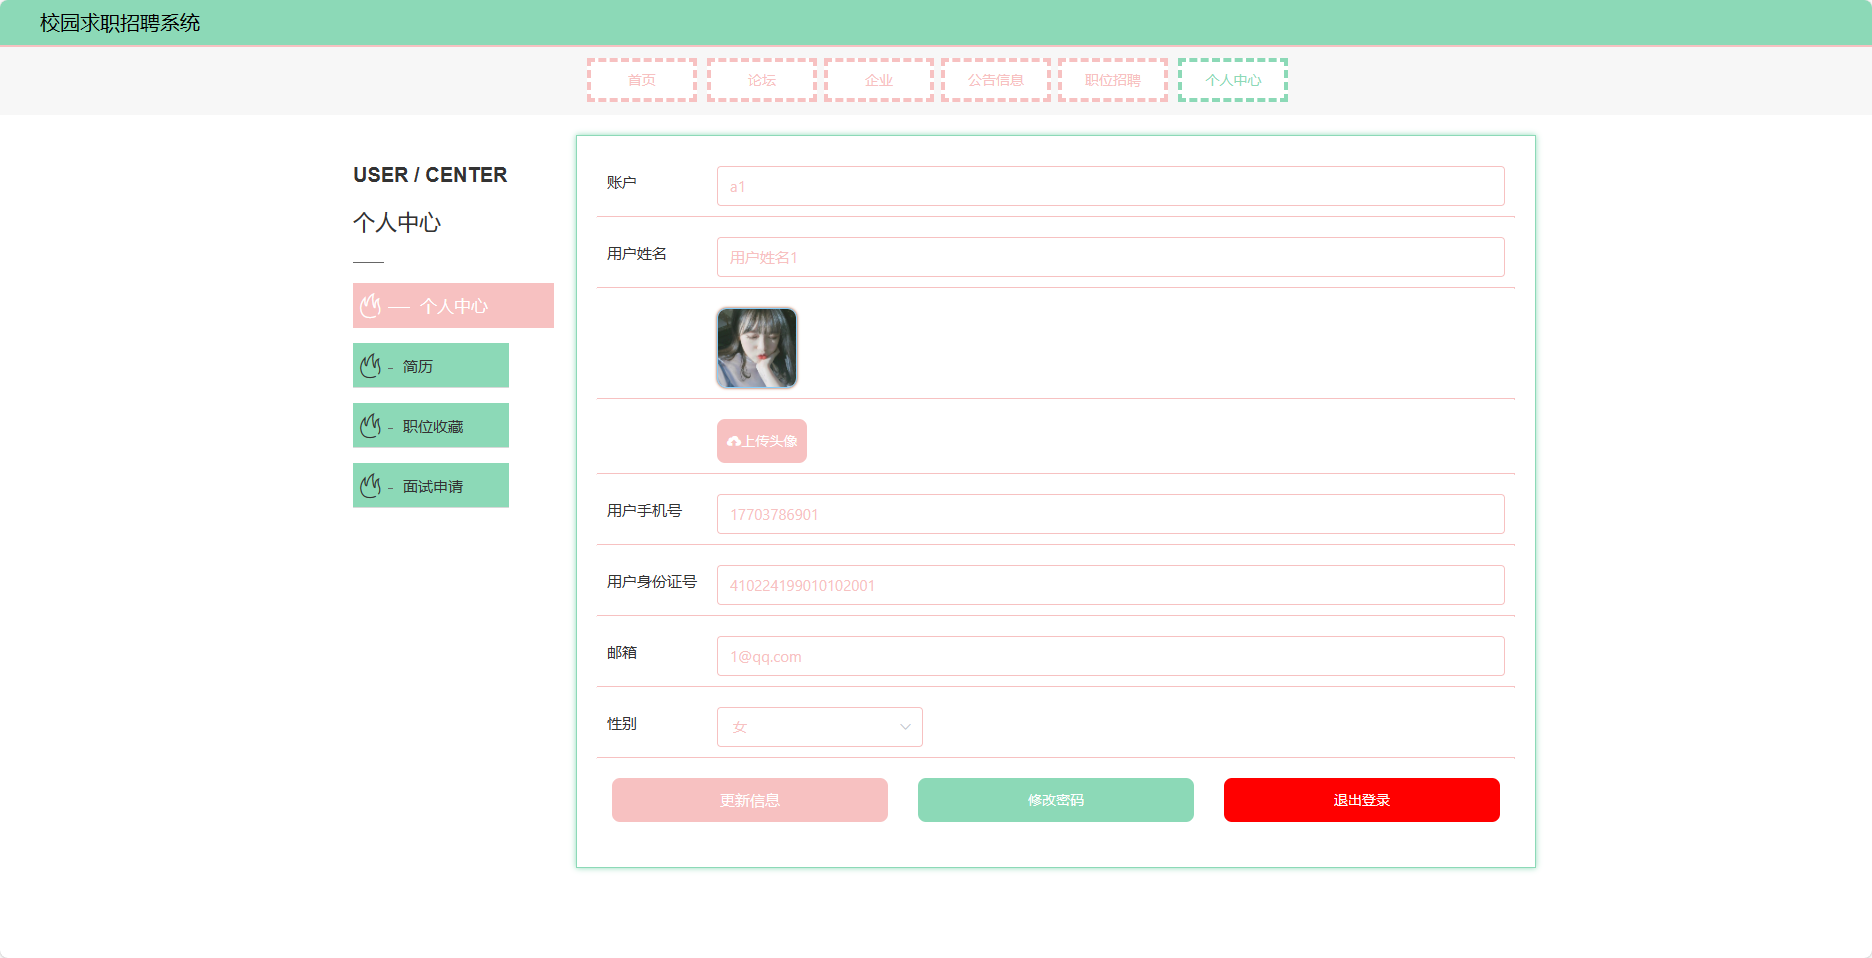 校园求职招聘系统
首页 论坛 企业 公告信息 职位招聘 个人中心
USER / CENTER
个人中心
个人中心
简历
职位收藏
面试申请
账户 a1
用户姓名 用户姓名1
上传头像
用户手机号 17703786901
用户身份证号 410224199010102001
邮箱 1@qq.com
性别 女
更新信息 修改密码 退出登录